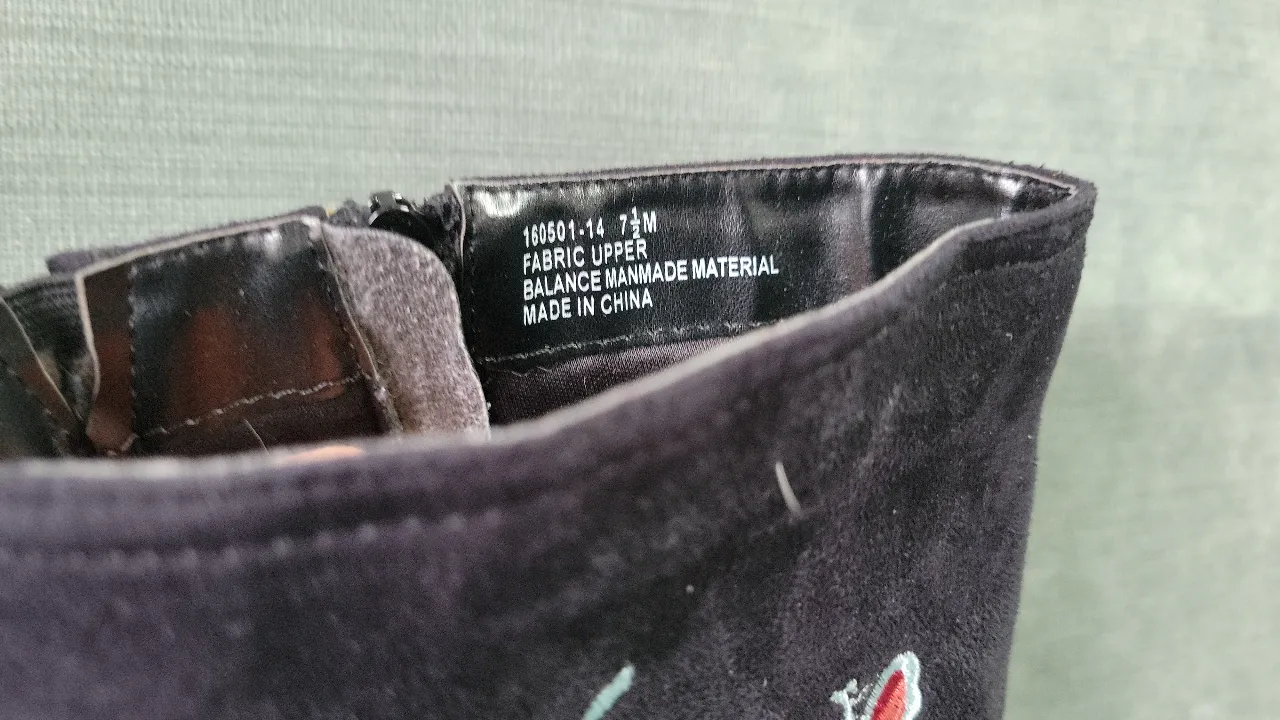 160501-14 7½M
FABRIC UPPER
BALANCE MANMADE MATERIAL
MADE IN CHINA